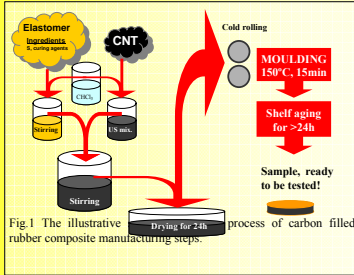 Elastomer
Ingredients
S, curing agents
CNT
CHCl3
Stirring
US mix.
Stirring
Drying for 24h
Cold rolling
MOULDING
150°C, 15min
Shelf aging
for >24h
Sample, ready
to be tested!
Fig.1 The illustrative process of carbon filled
rubber composite manufacturing steps.